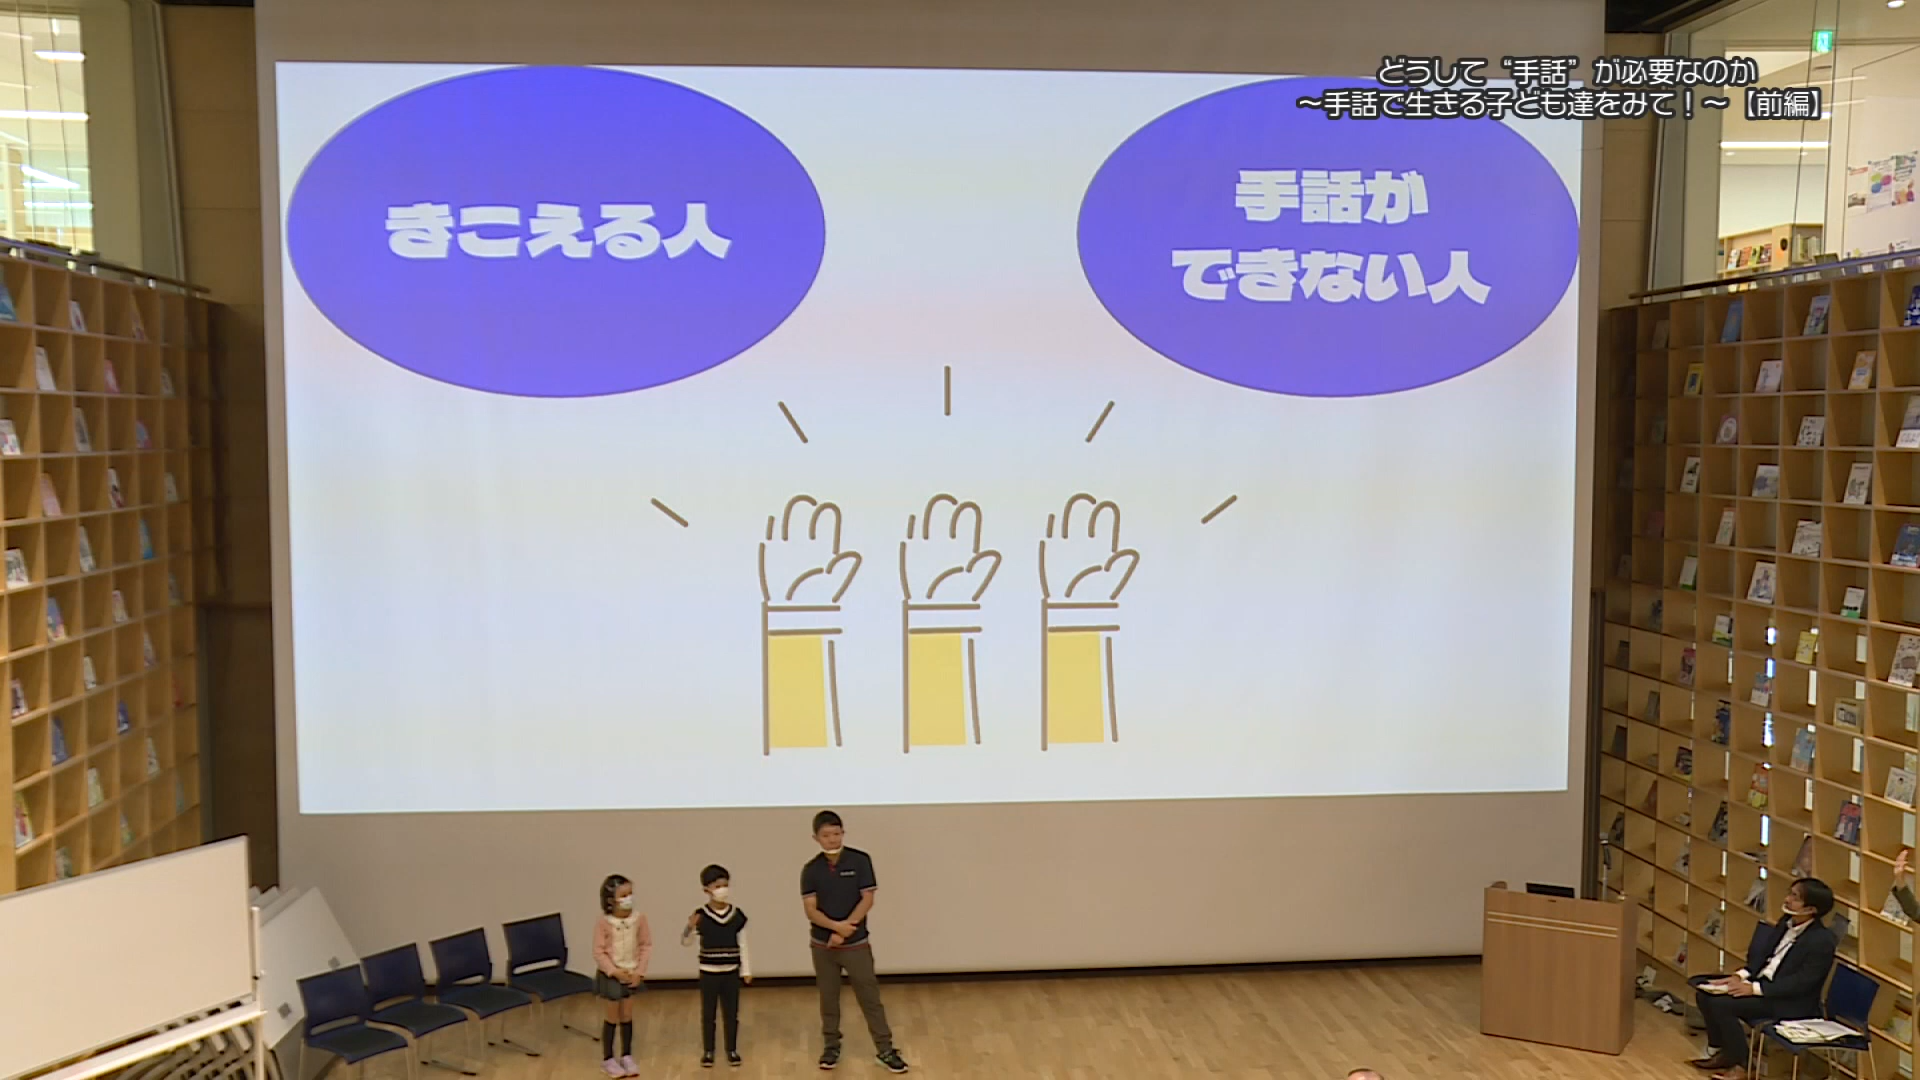 どうして“手話”が必要なのか
～手話で生きる子ども達をみて！～【前編】
きこえる人
手話が
できない人